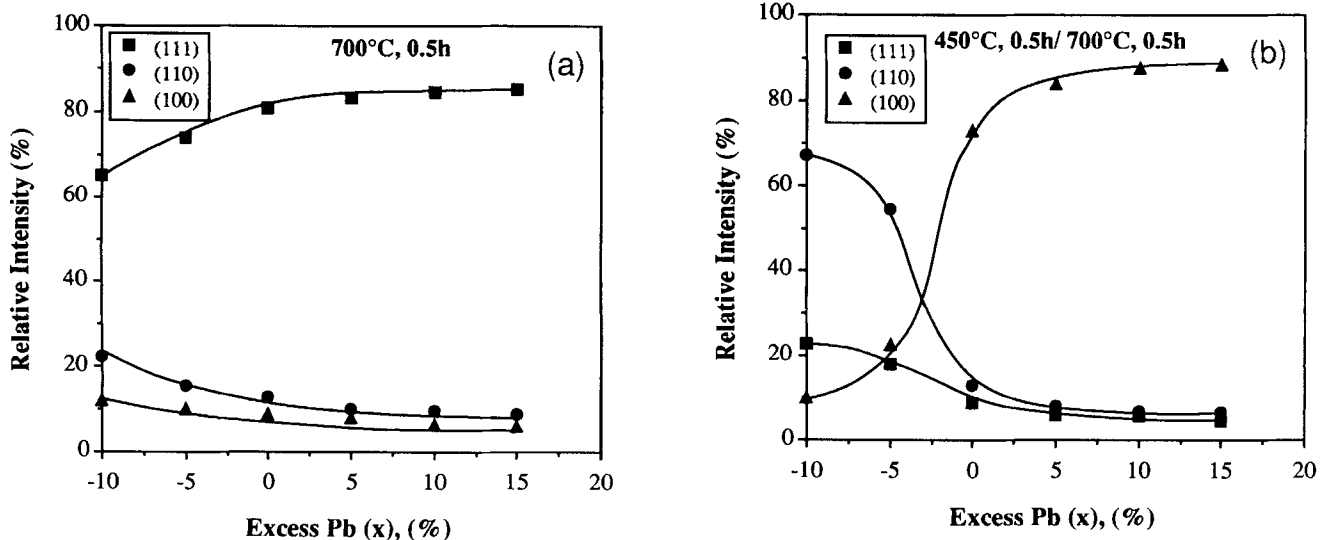 100
80
60
40
20
0
Relative Intensity (%)
■ (111)
● (110)
▲ (100)
700°C, 0.5h
(a)
-10 -5 0 5 10 15 20
Excess Pb (x), (%)
100
80
60
40
20
0
Relative Intensity (%)
■ (111)
● (110)
▲ (100)
450°C, 0.5h/ 700°C, 0.5h
(b)
-10 -5 0 5 10 15 20
Excess Pb (x), (%)